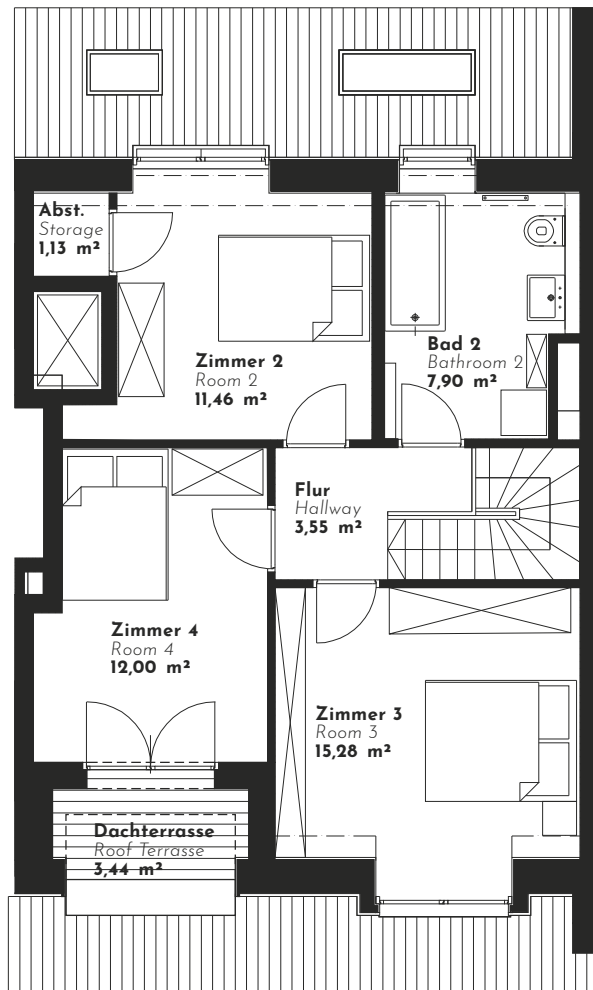 Abst.
Storage
1,13 m²
Zimmer 2
Room 2
11,46 m²
Bad 2
Bathroom 2
7,90 m²
Flur
Hallway
3,55 m²
Zimmer 4
Room 4
12,00 m²
Zimmer 3
Room 3
15,28 m²
Dachterrasse
Roof Terrasse
3,44 m²